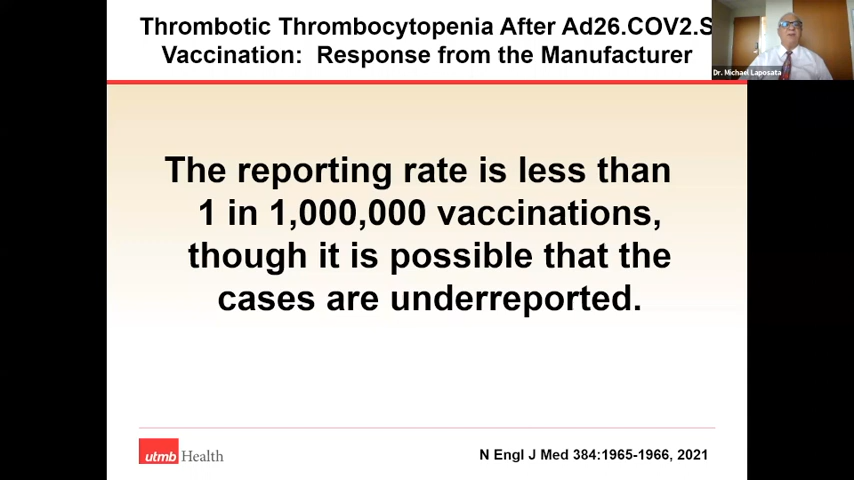 Thrombotic Thrombocytopenia After Ad26.COV2.S
Vaccination:  Response from the Manufacturer
Dr. Michael Laposata
The reporting rate is less than
1 in 1,000,000 vaccinations,
though it is possible that the
cases are underreported.
utmb Health
N Engl J Med 384:1965-1966, 2021